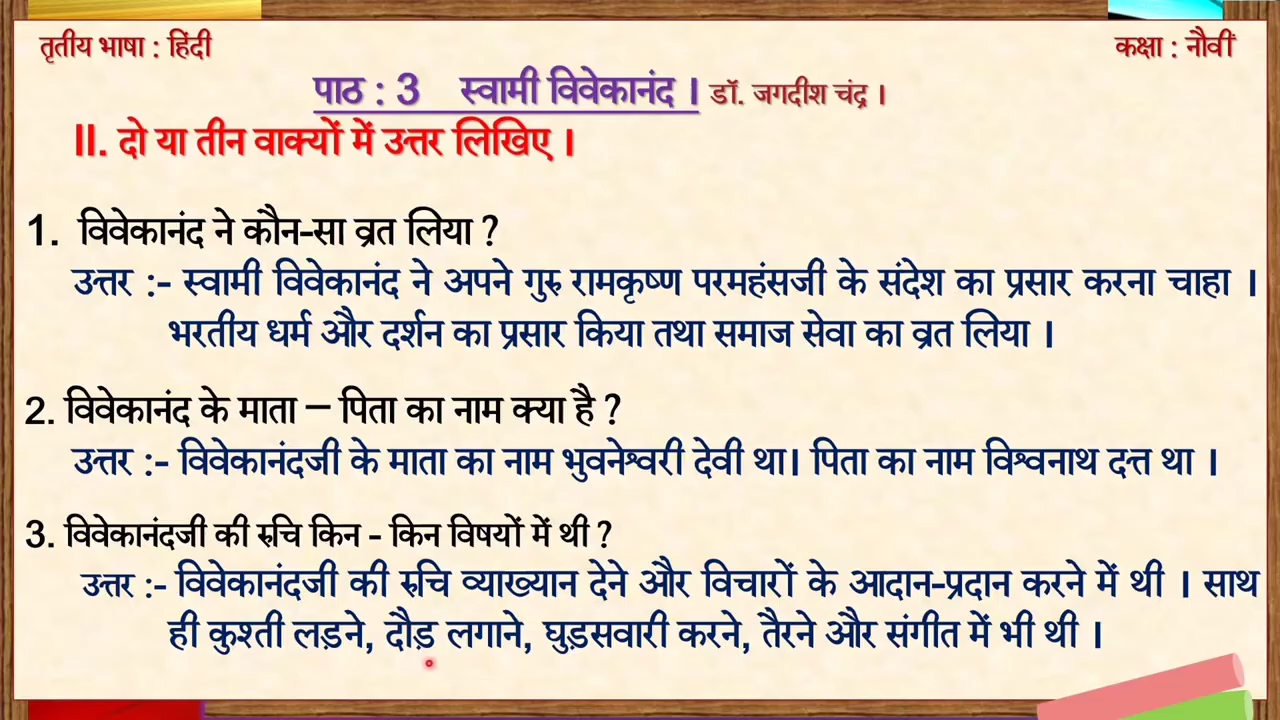 तृतीय भाषा : हिंदी
कक्षा : नौवीं
पाठ : 3 स्वामी विवेकानंद । डॉ. जगदीश चंद्र ।
II. दो या तीन वाक्यों में उत्तर लिखिए ।
1. विवेकानंद ने कौन-सा व्रत लिया ?
उत्तर :- स्वामी विवेकानंद ने अपने गुरु रामकृष्ण परमहंसजी के संदेश का प्रसार करना चाहा ।
भरतीय धर्म और दर्शन का प्रसार किया तथा समाज सेवा का व्रत लिया ।
2. विवेकानंद के माता – पिता का नाम क्या है ?
उत्तर :- विवेकानंदजी के माता का नाम भुवनेश्वरी देवी था। पिता का नाम विश्वनाथ दत्त था ।
3. विवेकानंदजी की रुचि किन - किन विषयों में थी ?
उत्तर :- विवेकानंदजी की रुचि व्याख्यान देने और विचारों के आदान-प्रदान करने में थी । साथ
ही कुश्ती लड़ने, दौड़ लगाने, घुड़सवारी करने, तैरने और संगीत में भी थी ।